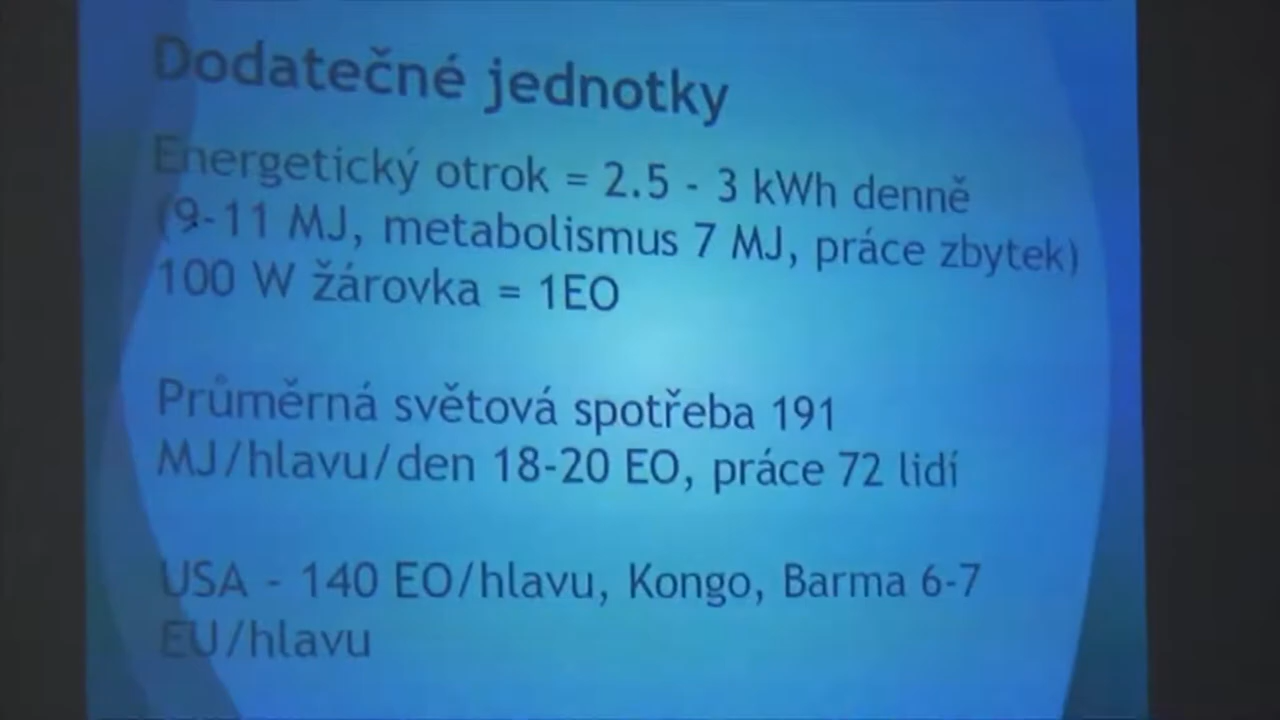 Dodatečné jednotky
Energetický otrok = 2.5 - 3 kWh denně
(9-11 MJ, metabolismus 7 MJ, práce zbytek)
100 W žárovka = 1EO
Průměrná světová spotřeba 191
MJ/hlavu/den 18-20 EO, práce 72 lidí
USA - 140 EO/hlavu, Kongo, Barma 6-7
EU/hlavu